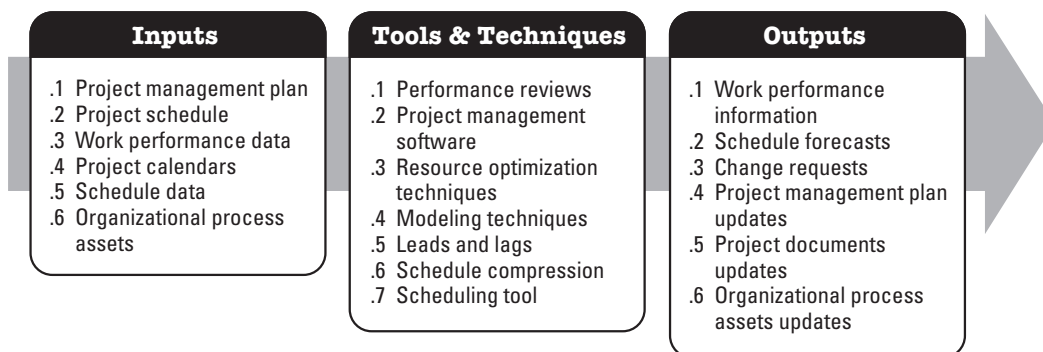 Inputs
.1 Project management plan
.2 Project schedule
.3 Work performance data
.4 Project calendars
.5 Schedule data
.6 Organizational process
assets
Tools & Techniques
.1 Performance reviews
.2 Project management
software
.3 Resource optimization
techniques
.4 Modeling techniques
.5 Leads and lags
.6 Schedule compression
.7 Scheduling tool
Outputs
.1 Work performance
information
.2 Schedule forecasts
.3 Change requests
.4 Project management plan
updates
.5 Project documents
updates
.6 Organizational process
assets updates